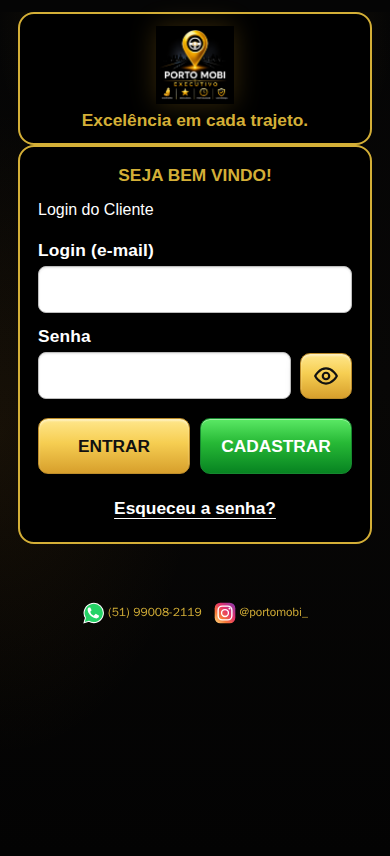 PORTO MOBI
EXECUTIVO
Excelência em cada trajeto.
SEJA BEM VINDO!
Login do Cliente
Login (e-mail)
Senha
ENTRAR CADASTRAR
Esqueceu a senha?
(51) 99008-2119 @portomobi_